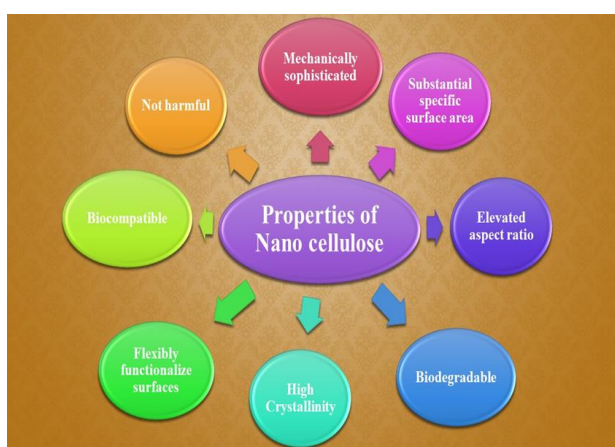 Properties of
Nano cellulose
Mechanically
sophisticated
Substantial
specific
surface area
Elevated
aspect ratio
Biodegradable
High
Crystallinity
Flexibly
functionalize
surfaces
Biocompatible
Not harmful